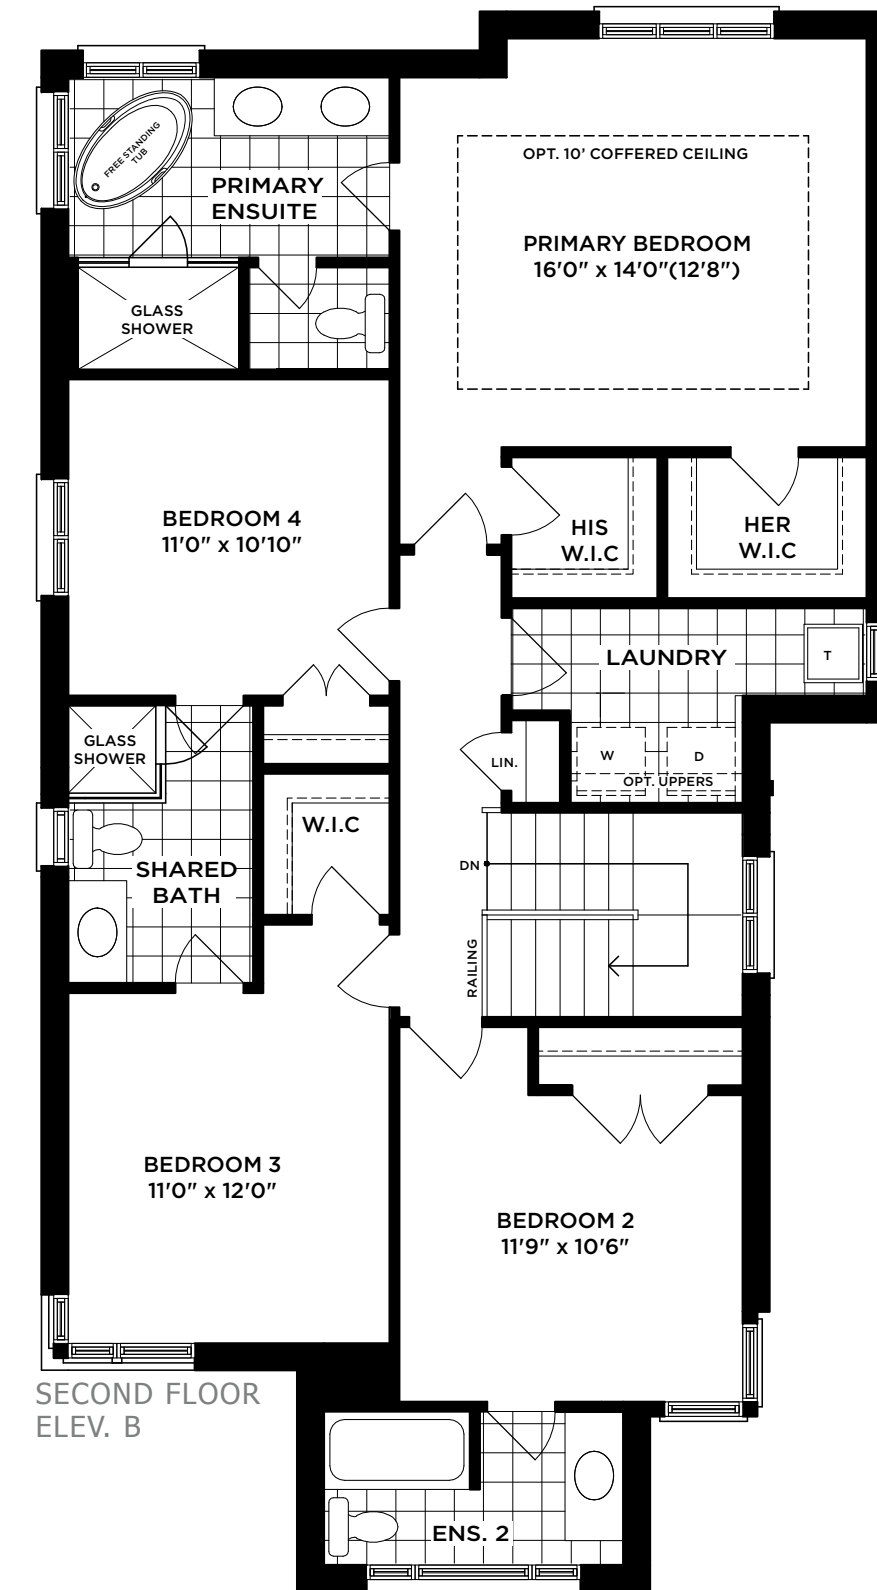 FREE STANDING
TUB
PRIMARY
ENSUITE
OPT. 10' COFFERED CEILING
PRIMARY BEDROOM
16'0" x 14'0"(12'8")
GLASS
SHOWER
BEDROOM 4
11'0" x 10'10"
HIS
W.I.C
HER
W.I.C
LAUNDRY
T
GLASS
SHOWER
LIN.
W
D
OPT. UPPERS
W.I.C
SHARED
BATH
DN
RAILING
BEDROOM 3
11'0" x 12'0"
BEDROOM 2
11'9" x 10'6"
SECOND FLOOR
ELEV. B
ENS. 2